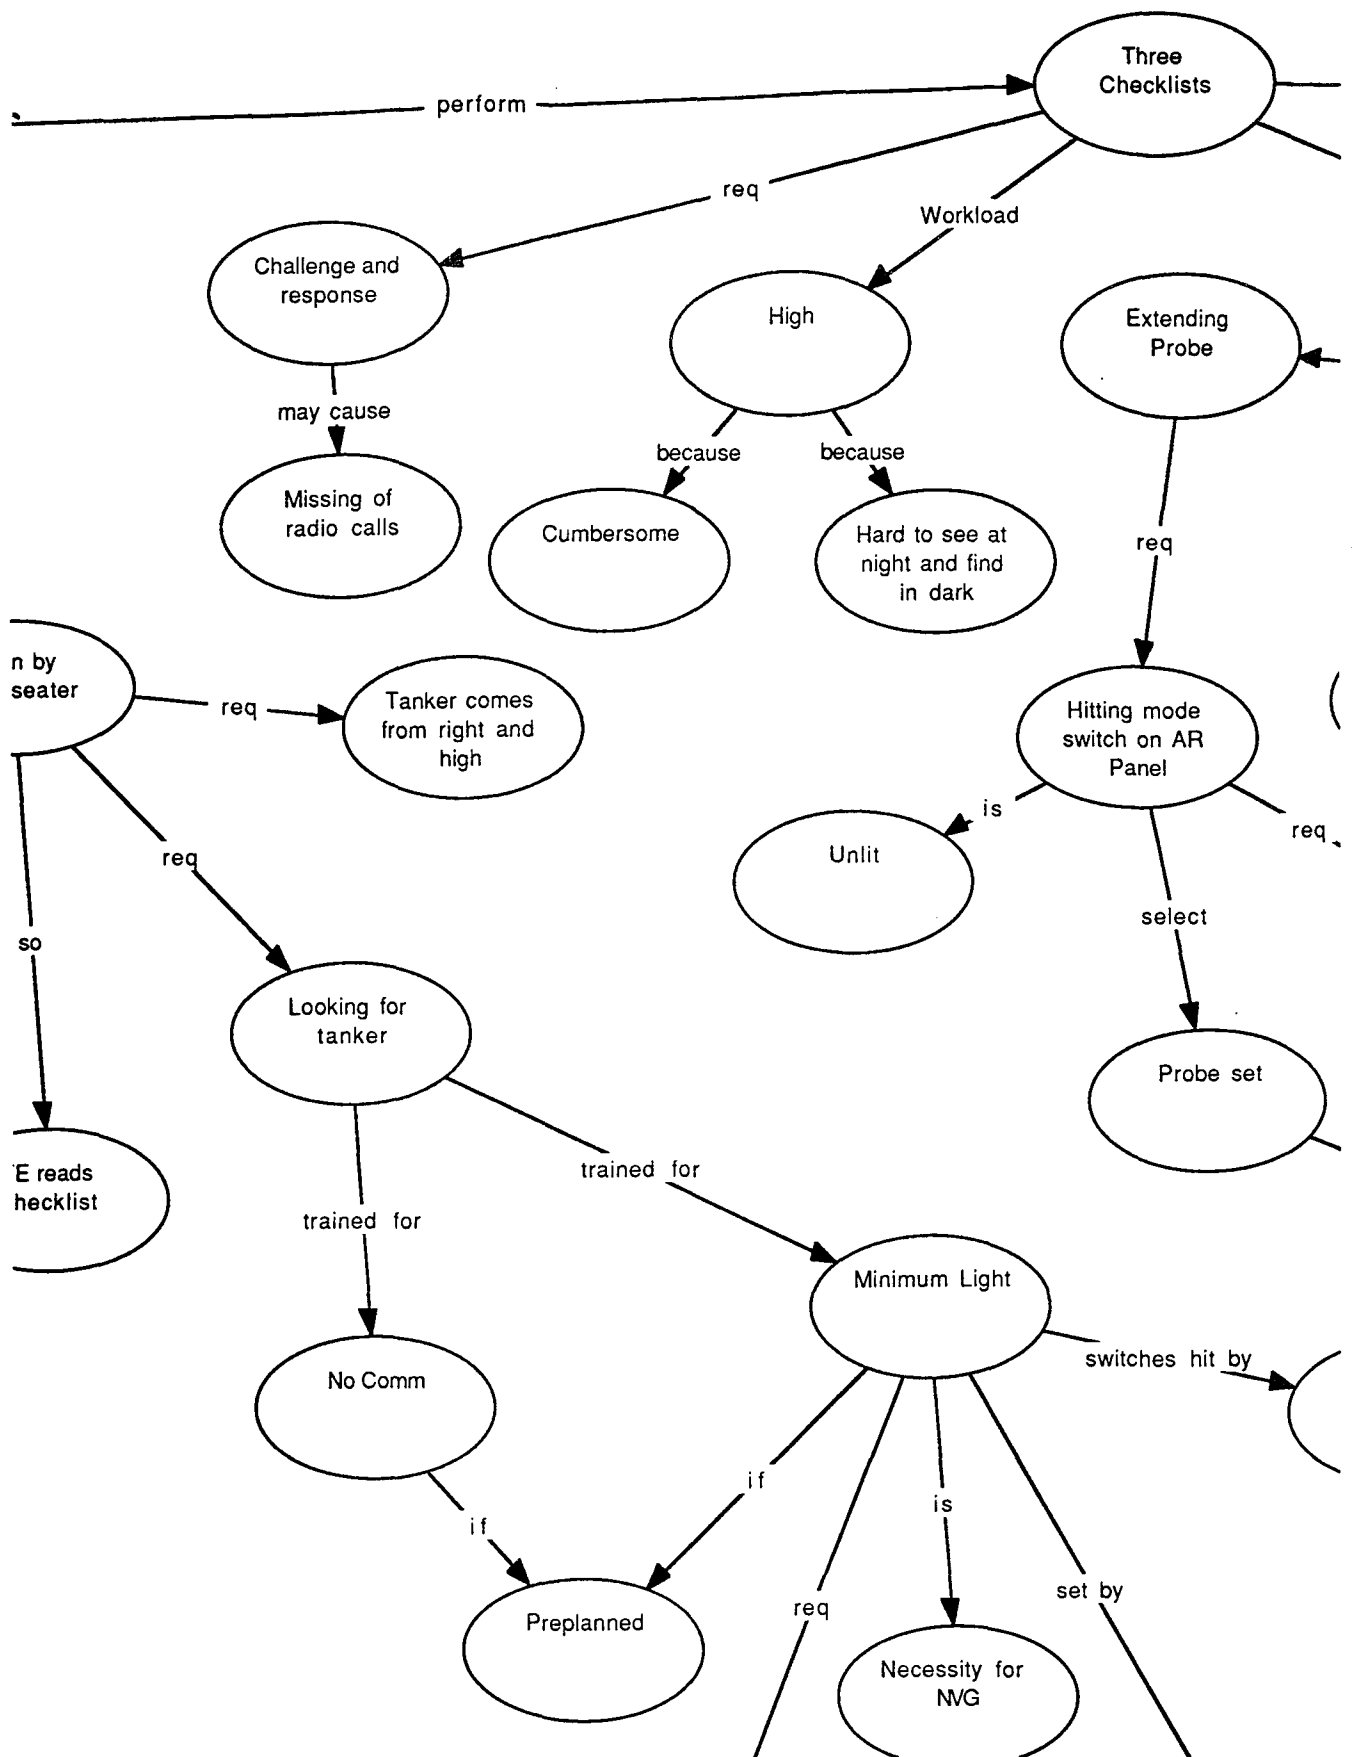 Three
Checklists
perform
req
Workload
Challenge and
response
High
Extending
Probe
may cause
because
because
Missing of
radio calls
Cumbersome
Hard to see at
night and find
in dark
req
n by
seater
req
Tanker comes
from right and
high
Hitting mode
switch on AR
Panel
is
req
Unlit
req
select
so
Looking for
tanker
Probe set
trained for
E reads
hecklist
trained for
Minimum Light
switches hit by
No Comm
if
is
if
set by
req
Preplanned
Necessity for
NVG